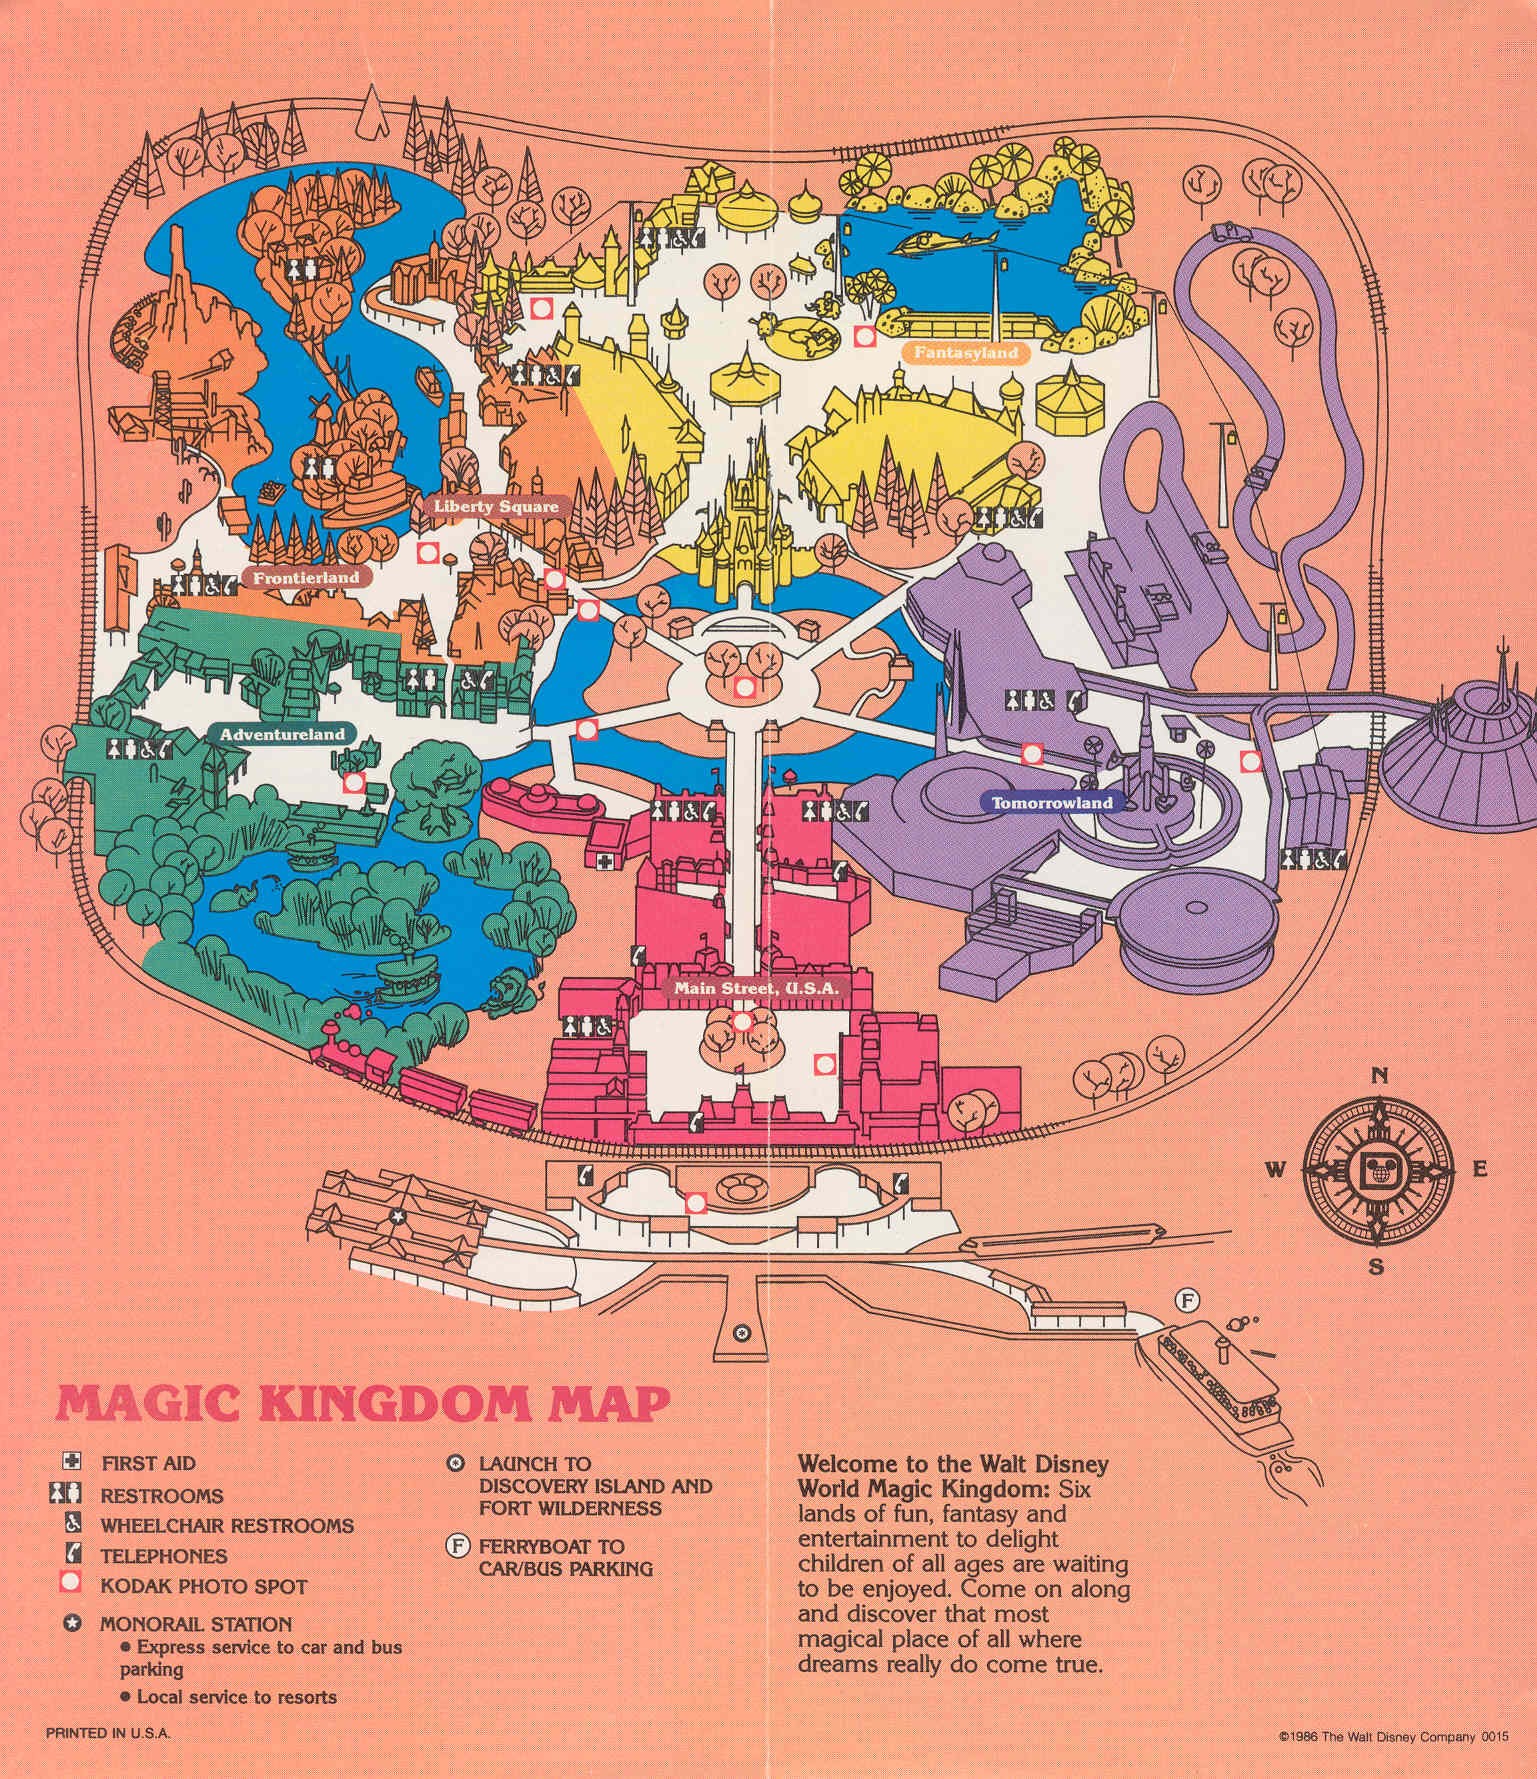 Fantasyland
Liberty Square
Frontierland
Adventureland
Tomorrowland
Main Street, U.S.A.
N
W E
S
F
MAGIC KINGDOM MAP
FIRST AID
RESTROOMS
WHEELCHAIR RESTROOMS
TELEPHONES
KODAK PHOTO SPOT
MONORAIL STATION
• Express service to car and bus
parking
• Local service to resorts
LAUNCH TO
DISCOVERY ISLAND AND
FORT WILDERNESS
F FERRYBOAT TO
CAR/BUS PARKING
Welcome to the Walt Disney
World Magic Kingdom: Six
lands of fun, fantasy and
entertainment to delight
children of all ages are waiting
to be enjoyed. Come on along
and discover that most
magical place of all where
dreams really do come true.
PRINTED IN U.S.A.
©1986 The Walt Disney Company 0015